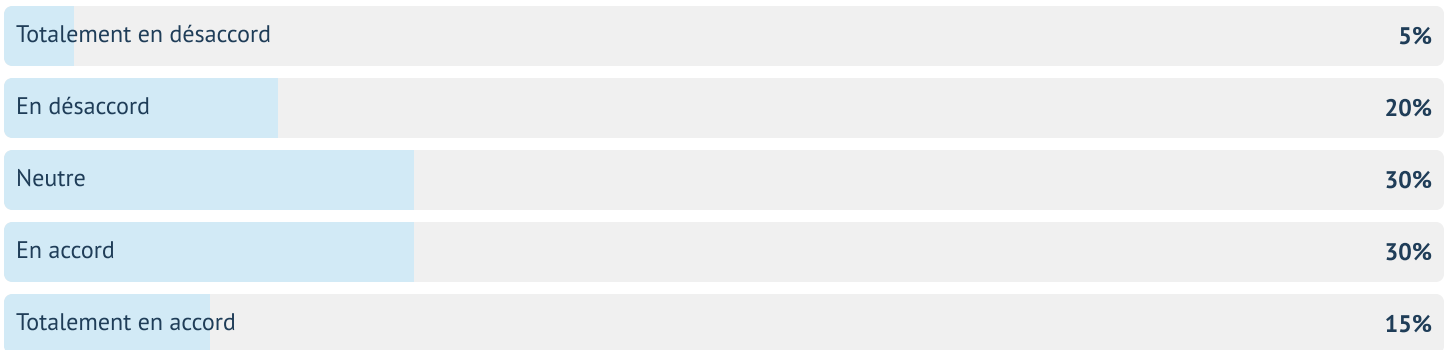 Totalement en désaccord 5%
En désaccord 20%
Neutre 30%
En accord 30%
Totalement en accord 15%